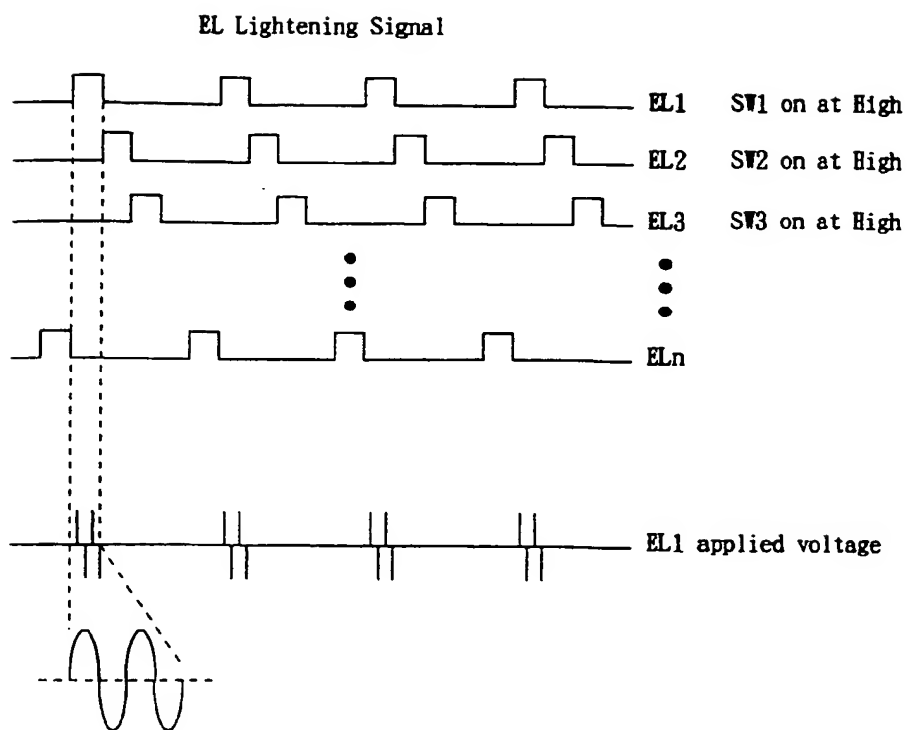 EL Lightening Signal
EL1 SW1 on at High
EL2 SW2 on at High
EL3 SW3 on at High
ELn
EL1 applied voltage